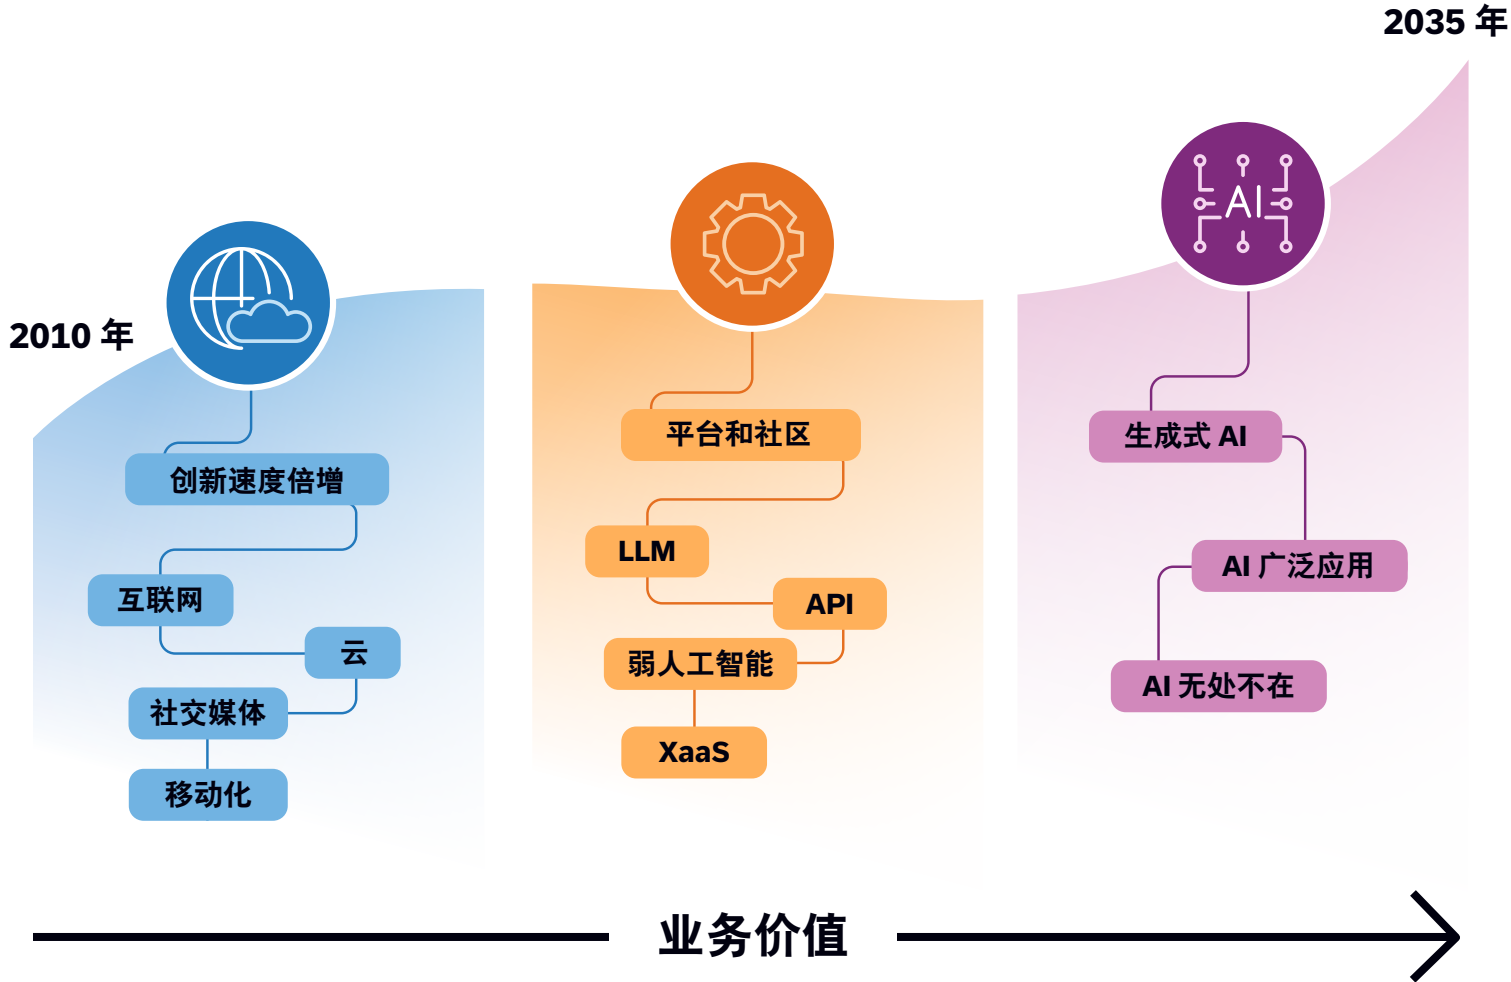 2035 年
2010 年
创新速度倍增
互联网
云
社交媒体
移动化
平台和社区
LLM
API
弱人工智能
XaaS
AI
生成式 AI
AI 广泛应用
AI 无处不在
业务价值